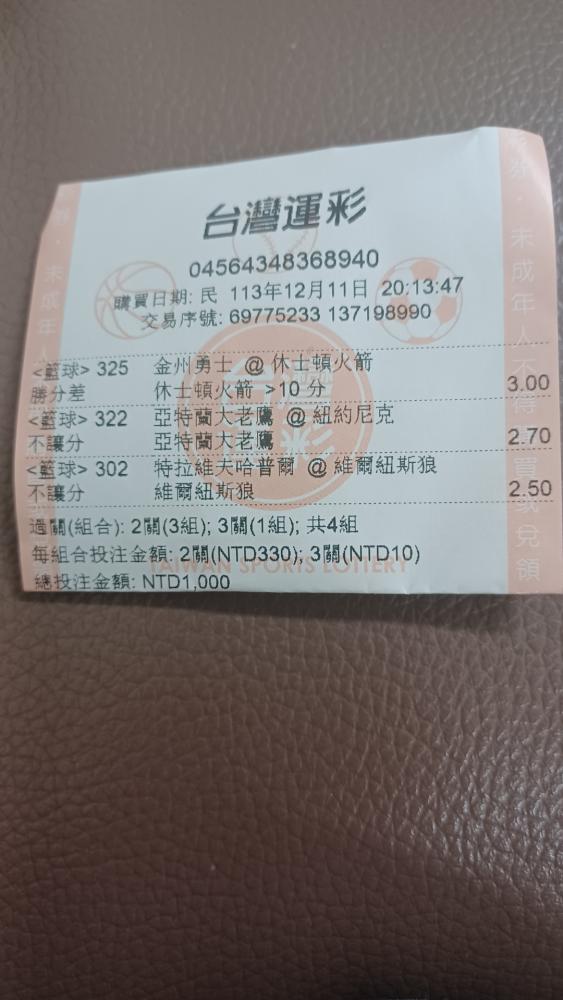 台灣運彩
04564348368940
購買日期: 民 113年12月11日 20:13:47
交易序號: 69775233 137198990
<籃球> 325 金州勇士 @ 休士頓火箭
勝分差 休士頓火箭 >10 分 3.00
<籃球> 322 亞特蘭大老鷹 @ 紐約尼克
不讓分 亞特蘭大老鷹 2.70
<籃球> 302 特拉維夫哈普爾 @ 維爾紐斯狼
不讓分 維爾紐斯狼 2.50
過關(組合): 2關(3組); 3關(1組); 共4組
每組合投注金額: 2關(NTD330); 3關(NTD10)
TAIWAN SPORTS LOTTERY
總投注金額: NTD1,000
未成年人
未成年人不得購買或兌領